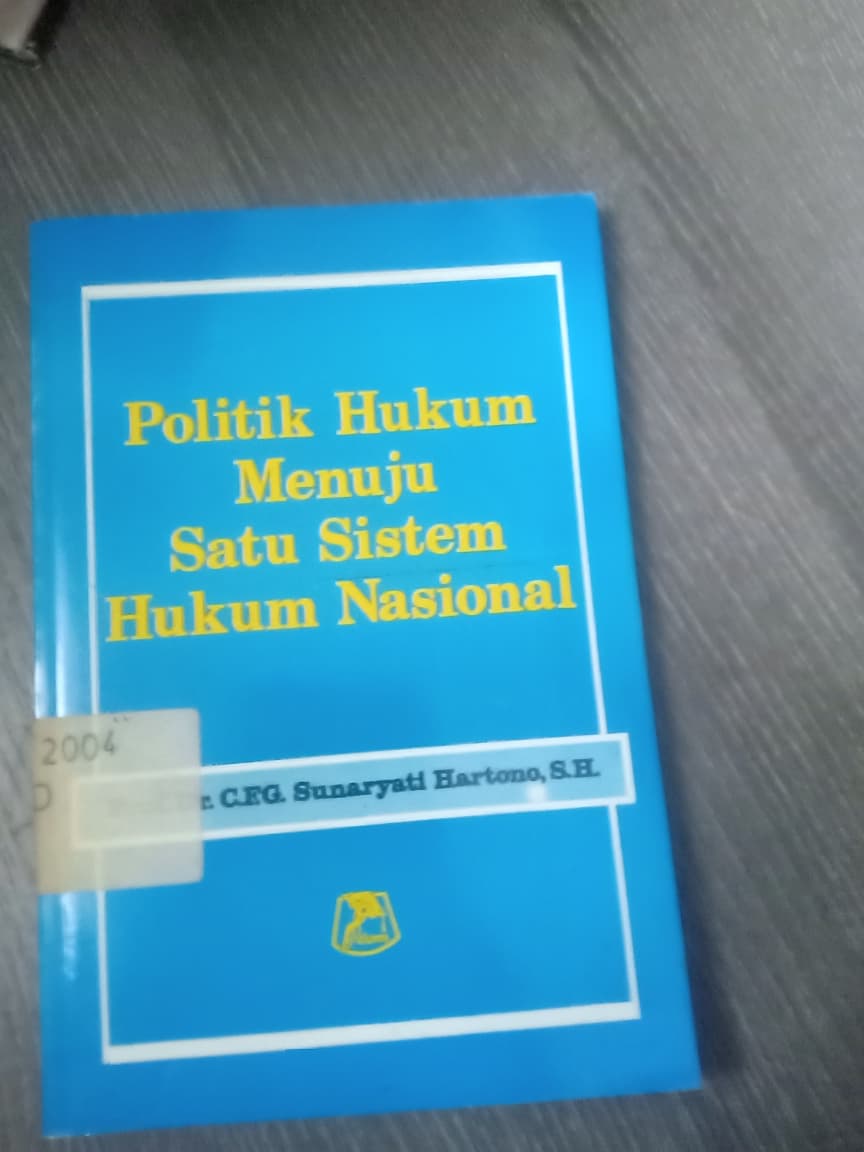 Politik Hukum
Menuju
Satu Sistem
Hukum Nasional
2004
r. C.F.G. Sunaryati Hartono, S.H.